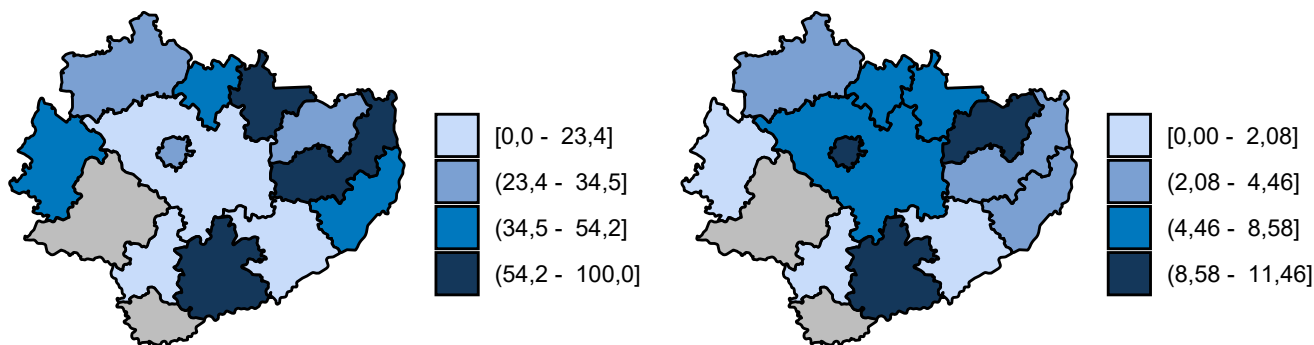 [0,0 - 23,4]
(23,4 - 34,5]
(34,5 - 54,2]
(54,2 - 100,0]
[0,00 - 2,08]
(2,08 - 4,46]
(4,46 - 8,58]
(8,58 - 11,46]